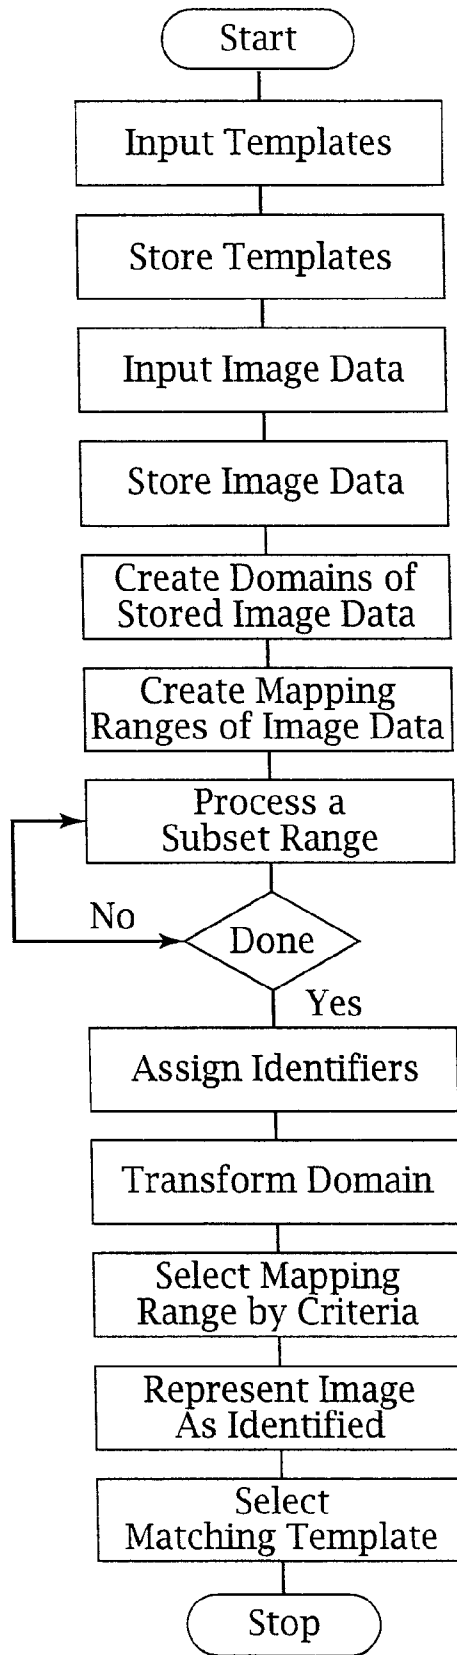 Start
Input Templates
Store Templates
Input Image Data
Store Image Data
Create Domains of
Stored Image Data
Create Mapping
Ranges of Image Data
Process a
Subset Range
No
Done
Yes
Assign Identifiers
Transform Domain
Select Mapping
Range by Criteria
Represent Image
As Identified
Select
Matching Template
Stop